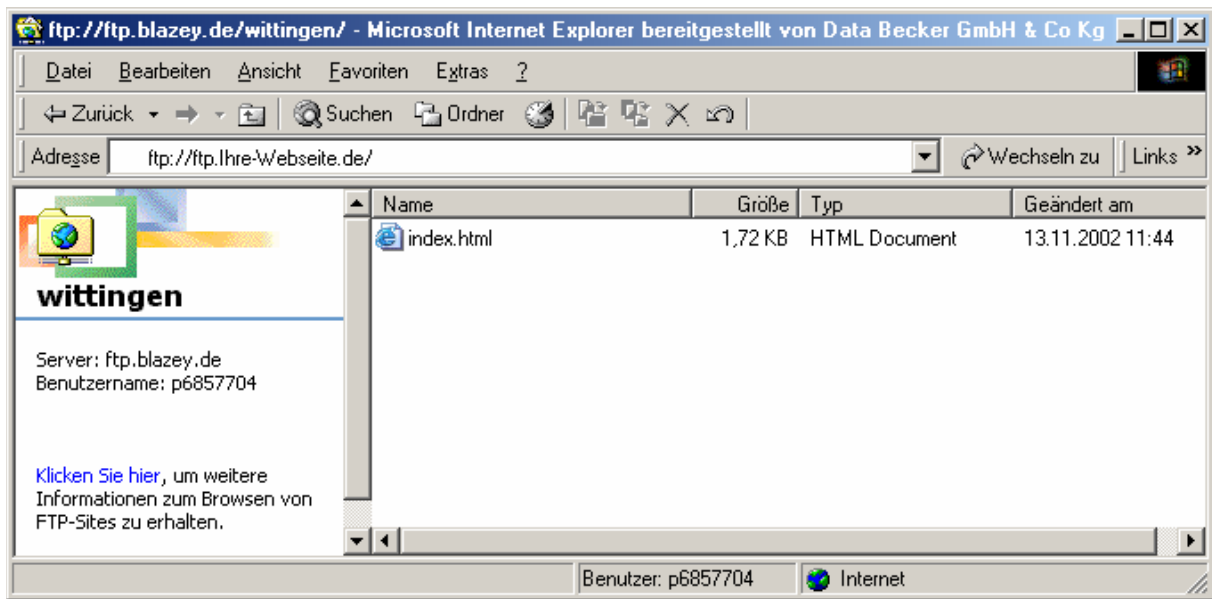 ftp://ftp.blazey.de/wittingen/ - Microsoft Internet Explorer bereitgestellt von Data Becker GmbH & Co Kg
Datei Bearbeiten Ansicht Favoriten Extras ?
Zurück Suchen Ordner
Adresse ftp://ftp.Ihre-Webseite.de/ Wechseln zu Links »
Name Größe Typ Geändert am
index.html 1,72 KB HTML Document 13.11.2002 11:44
wittingen
Server: ftp.blazey.de
Benutzername: p6857704
Klicken Sie hier, um weitere
Informationen zum Browsen von
FTP-Sites zu erhalten.
Benutzer: p6857704 Internet